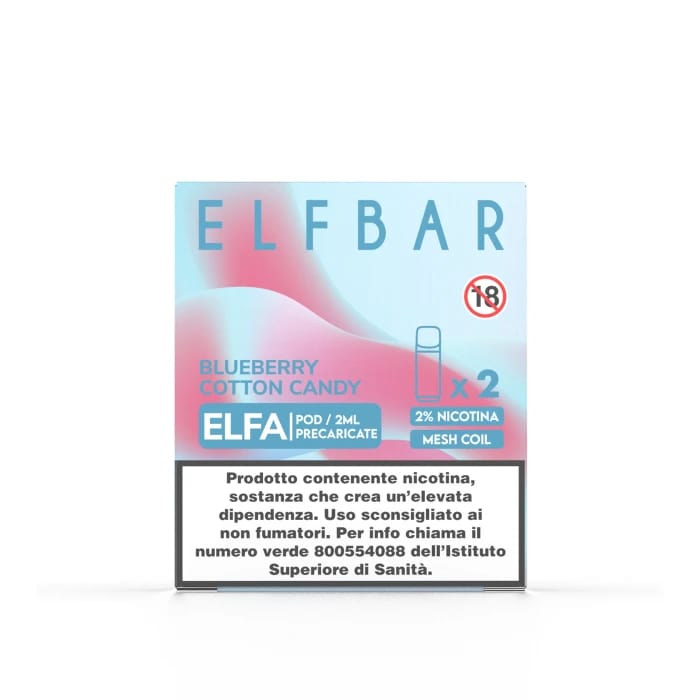 ELFBAR
18
BLUEBERRY
COTTON CANDY
x 2
ELFA
POD / 2ML
PRECARICATE
2% NICOTINA
MESH COIL
Prodotto contenente nicotina,
sostanza che crea un'elevata
dipendenza. Uso sconsigliato ai
non fumatori. Per info chiama il
numero verde 800554088 dell'Istituto
Superiore di Sanità.